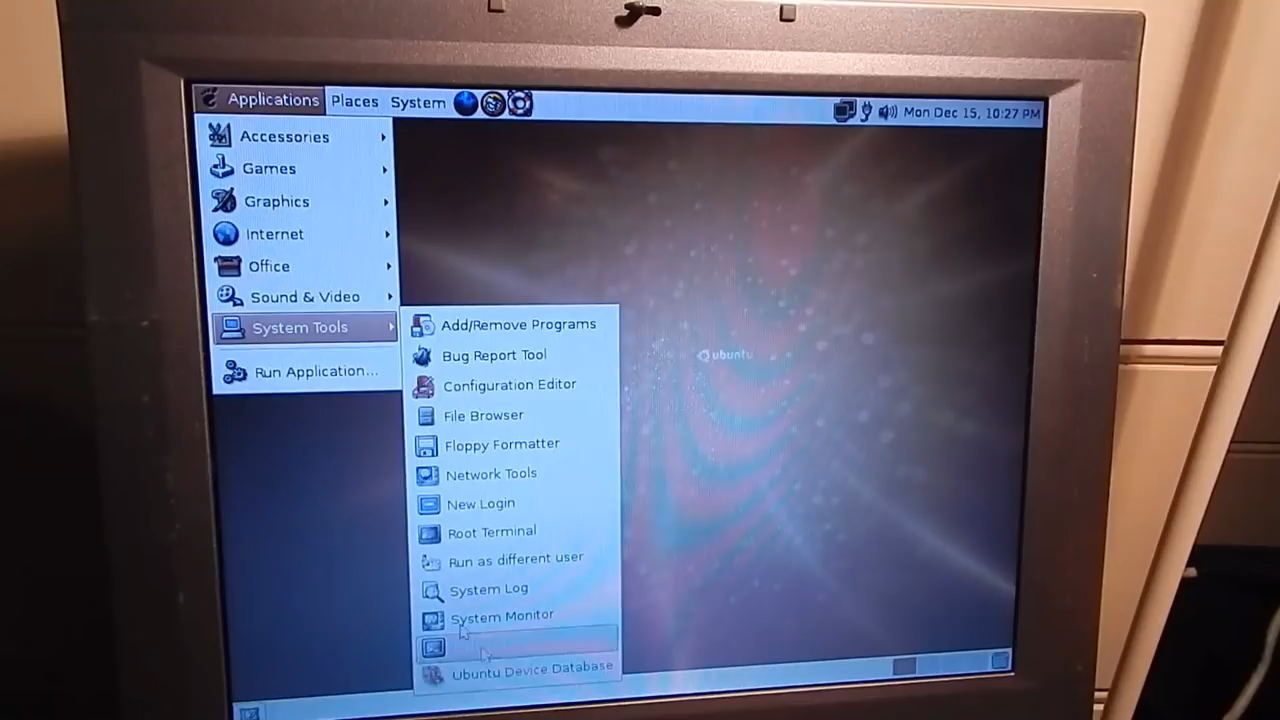 Applications Places System Mon Dec 15, 10:27 PM
Accessories
Games
Graphics
Internet
Office
Sound & Video
System Tools
Run Application...
Add/Remove Programs
Bug Report Tool
Configuration Editor
File Browser
Floppy Formatter
Network Tools
New Login
Root Terminal
Run as different user
System Log
System Monitor
Ubuntu Device Database
ubuntu